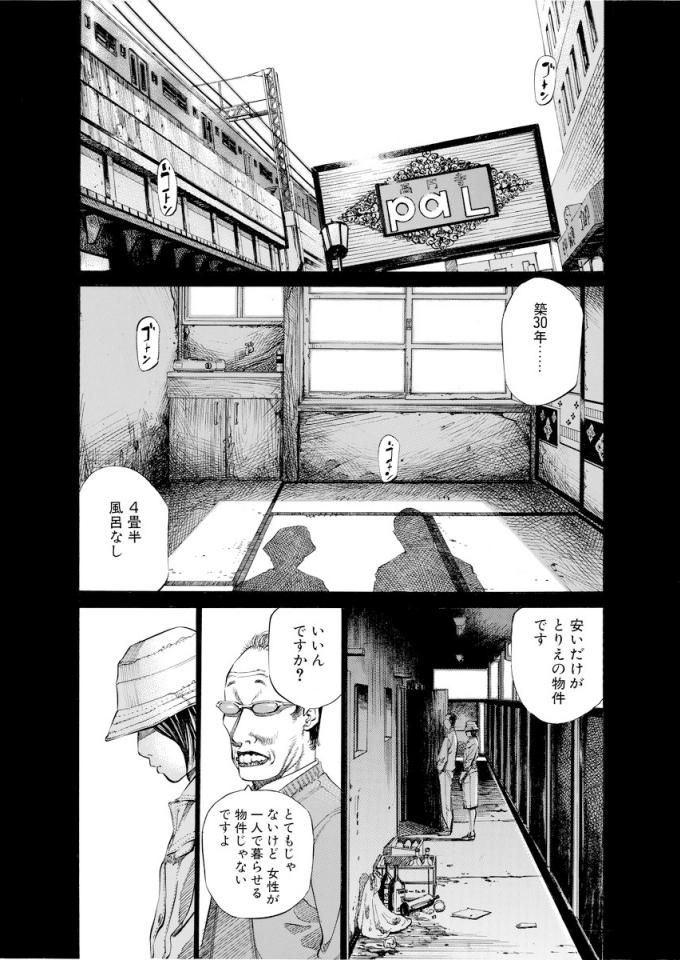 ゴトン
高円寺
paL
ゴトン
築30年……
ゴトン
ゴトン
4畳半
風呂なし
安いだけが
とりえの物件
です
いいん
ですか？
とてもじゃ
ないけど 女性が
一人で暮らせる
物件じゃない
ですよ